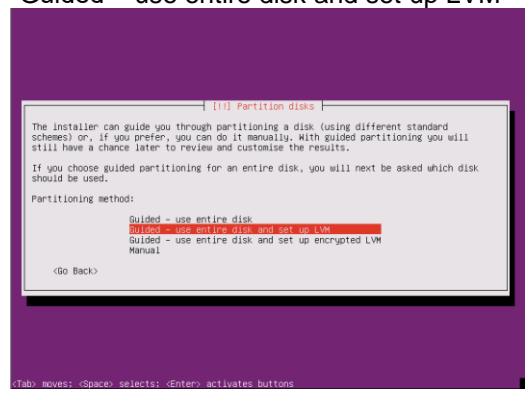 Guided – use entire disk and set up LVM
[!!] Partition disks
The installer can guide you through partitioning a disk (using different standard
schemes) or, if you prefer, you can do it manually. With guided partitioning you will
still have a chance later to review and customise the results.
If you choose guided partitioning for an entire disk, you will next be asked which disk
should be used.
Partitioning method:
Guided – use entire disk
Guided – use entire disk and set up LVM
Guided – use entire disk and set up encrypted LVM
Manual
<Go Back>
<Tab> moves; <Space> selects; <Enter> activates buttons